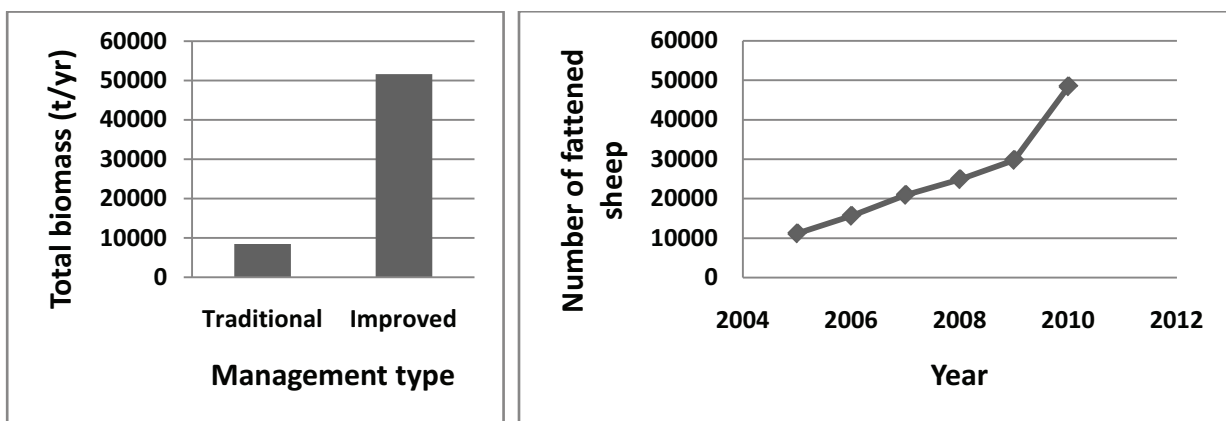 Total biomass (t/yr)
60000
50000
40000
30000
20000
10000
0
Traditional Improved
Management type
Number of fattened
sheep
60000
50000
40000
30000
20000
10000
0
2004 2006 2008 2010 2012
Year